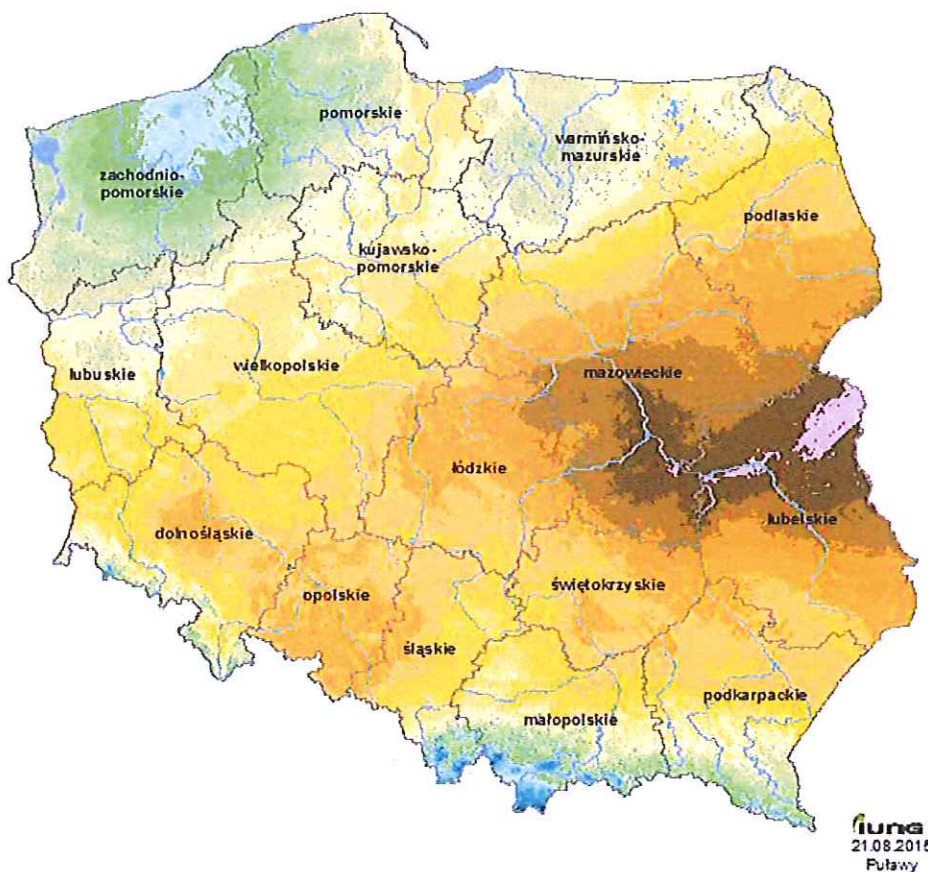 pomorskie
warmińsko-
mazurskie
zachodnio-
pomorskie
podlaskie
kujawsko-
pomorskie
lubuskie
wielkopolskie
mazowieckie
łódzkie
lubelskie
dolnośląskie
opolskie
świętokrzyskie
śląskie
podkarpackie
małopolskie
iung
21.08.2015
Puławy